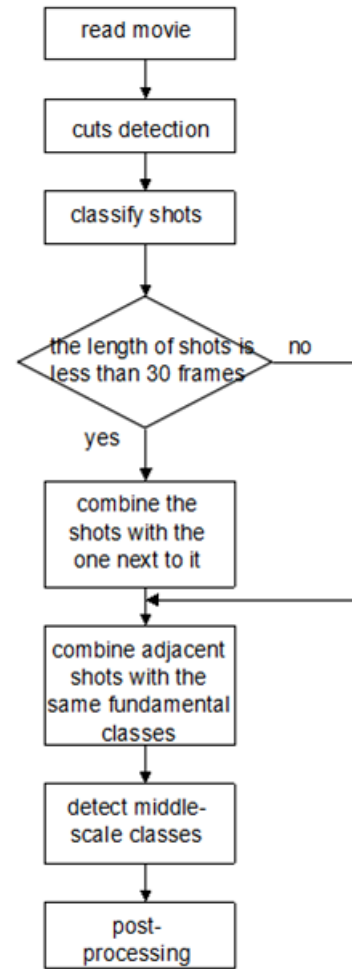 read movie
cuts detection
classify shots
the length of shots is
no
less than 30 frames
yes
combine the
shots with the
one next to it
combine adjacent
shots with the
same fundamental
classes
detect middle-
scale classes
post-
processing